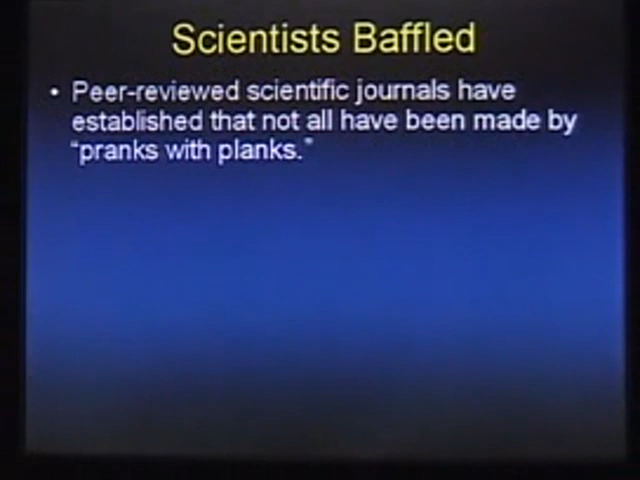 Scientists Baffled
• Peer-reviewed scientific journals have
established that not all have been made by
“pranks with planks.”